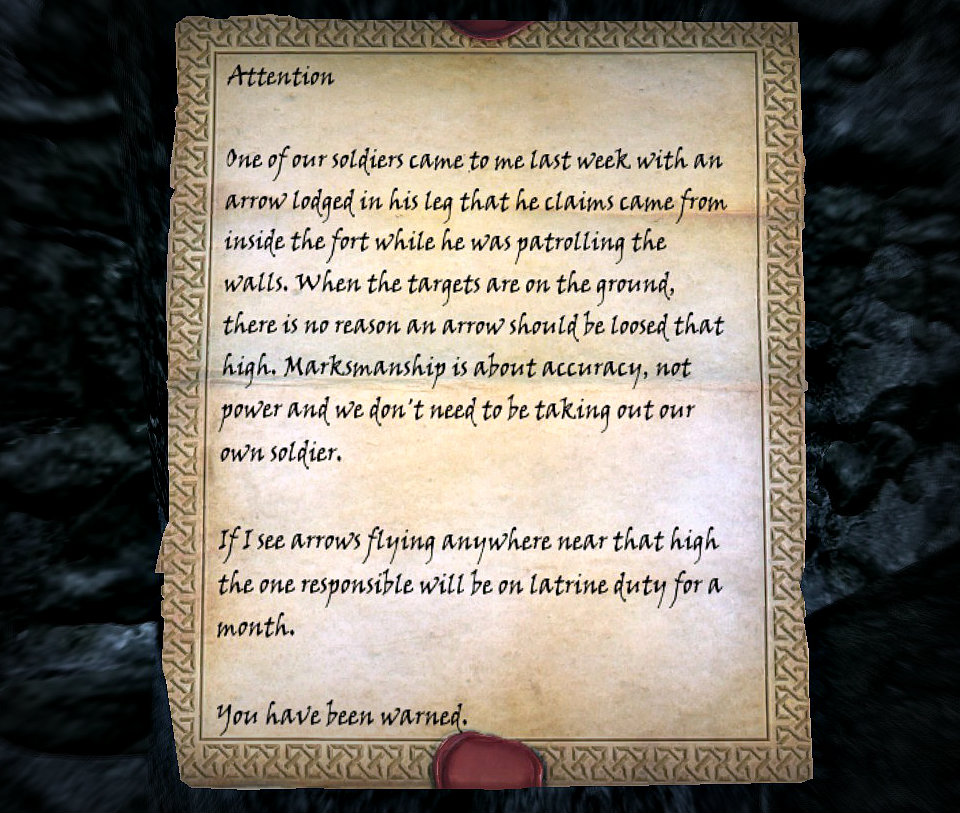 Attention
One of our soldiers came to me last week with an
arrow lodged in his leg that he claims came from
inside the fort while he was patrolling the
walls. When the targets are on the ground,
there is no reason an arrow should be loosed that
high. Marksmanship is about accuracy, not
power and we don't need to be taking out our
own soldier.
If I see arrows flying anywhere near that high
the one responsible will be on latrine duty for a
month.
You have been warned.